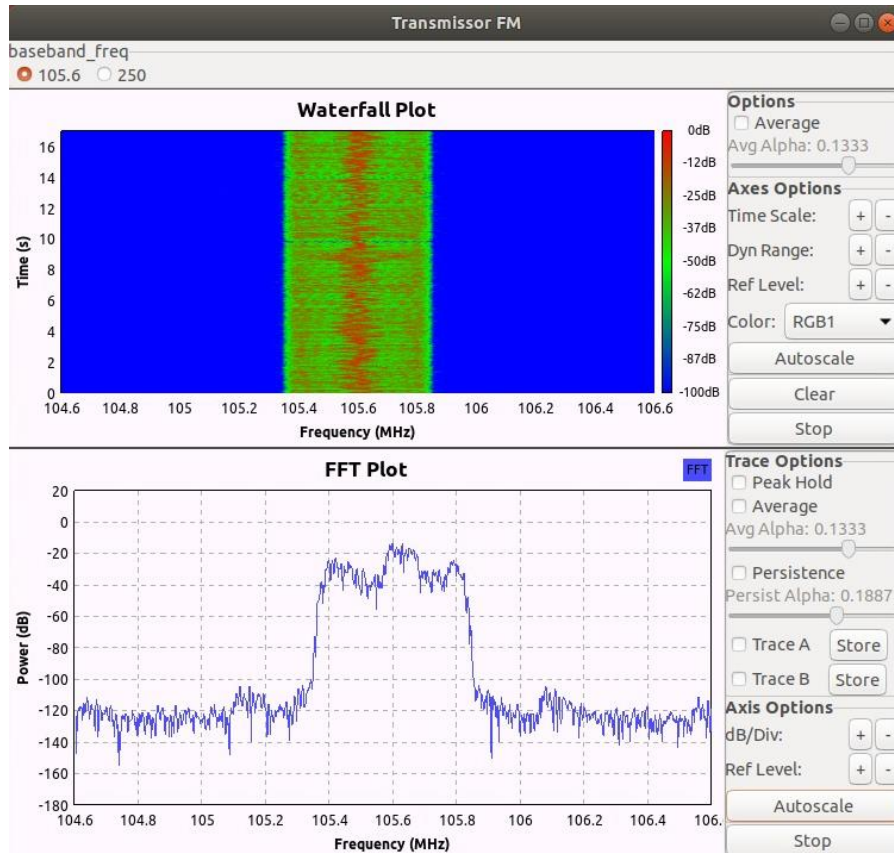 Transmissor FM
baseband_freq
105.6 250
Waterfall Plot
16
14
12
10
8
6
4
2
0
Time (s)
104.6 104.8 105 105.2 105.4 105.6 105.8 106 106.2 106.4 106.6
Frequency (MHz)
0dB
-12dB
-25dB
-37dB
-50dB
-62dB
-75dB
-87dB
-100dB
Options
Average
Avg Alpha: 0.1333
Axes Options
Time Scale: + -
Dyn Range: + -
Ref Level: + -
Color: RGB1
Autoscale
Clear
Stop
FFT Plot
FFT
20
0
-20
-40
-60
-80
-100
-120
-140
-160
-180
Power (dB)
104.6 104.8 105 105.2 105.4 105.6 105.8 106 106.2 106.4 106.
Frequency (MHz)
Trace Options
Peak Hold
Average
Avg Alpha: 0.1333
Persistence
Persist Alpha: 0.1887
Trace A Store
Trace B Store
Axis Options
dB/Div: + -
Ref Level: + -
Autoscale
Stop